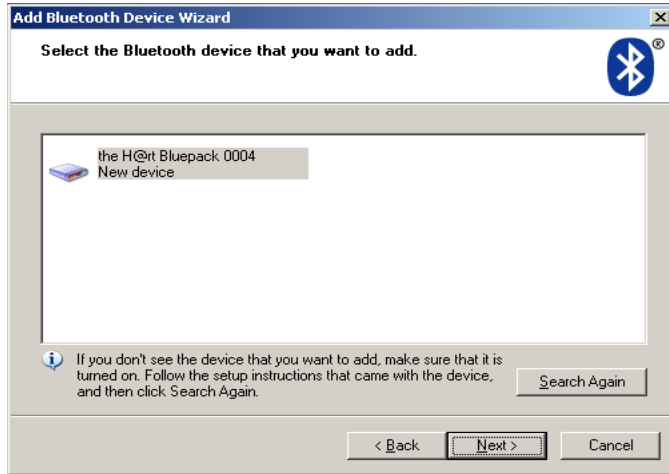 Add Bluetooth Device Wizard
Select the Bluetooth device that you want to add.
®
the H@rt Bluepack 0004
New device
If you don't see the device that you want to add, make sure that it is
turned on. Follow the setup instructions that came with the device,
and then click Search Again.
Search Again
< Back
Next >
Cancel